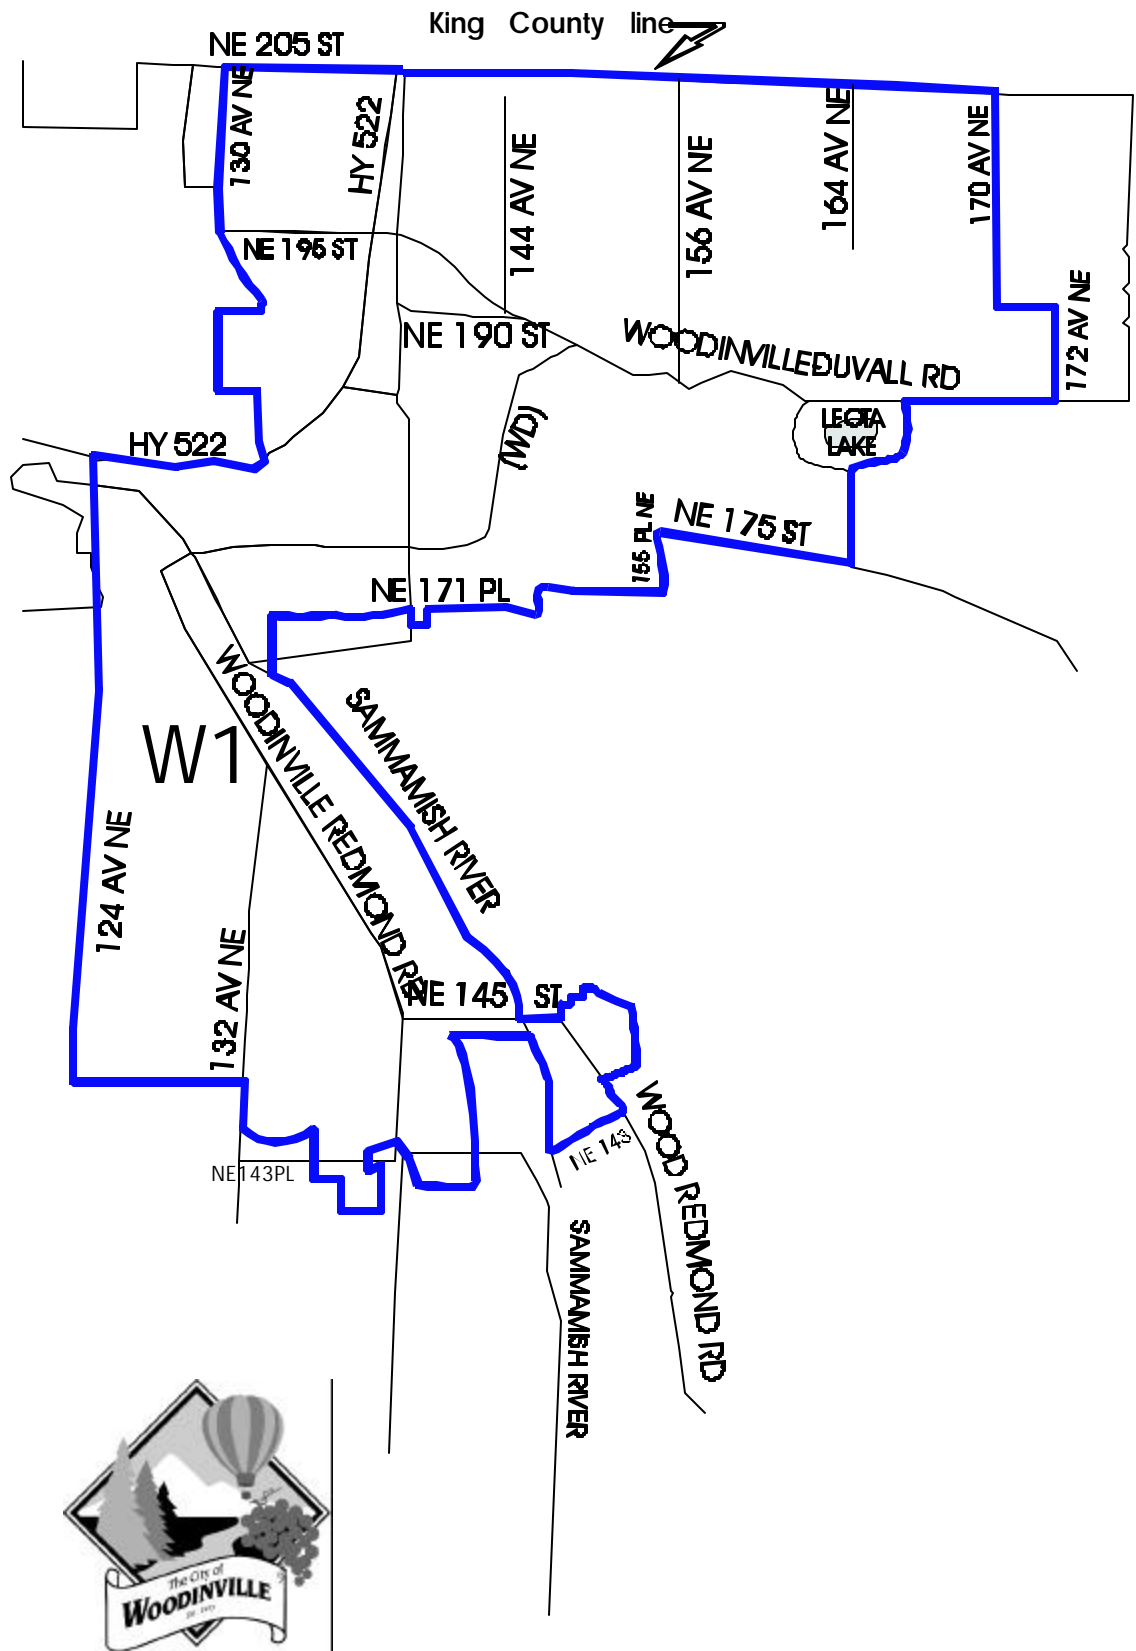 King County line
NE 205 ST
130 AV NE
HY 522
144 AV NE
156 AV NE
164 AV NE
170 AV NE
NE 195 ST
172 AV NE
NE 190 ST
WOODINVILLEDUVALL RD
LEOTA
LAKE
HY 522
(WD)
155 PL NE
NE 175 ST
NE 171 PL
WOODINVILLE REDMOND RD
SAMMAMISH RIVER
W1
124 AV NE
132 AV NE
NE 145 ST
NE 143
WOOD REDMOND RD
NE143PL
SAMMAMISH RIVER
The City of
WOODINVILLE